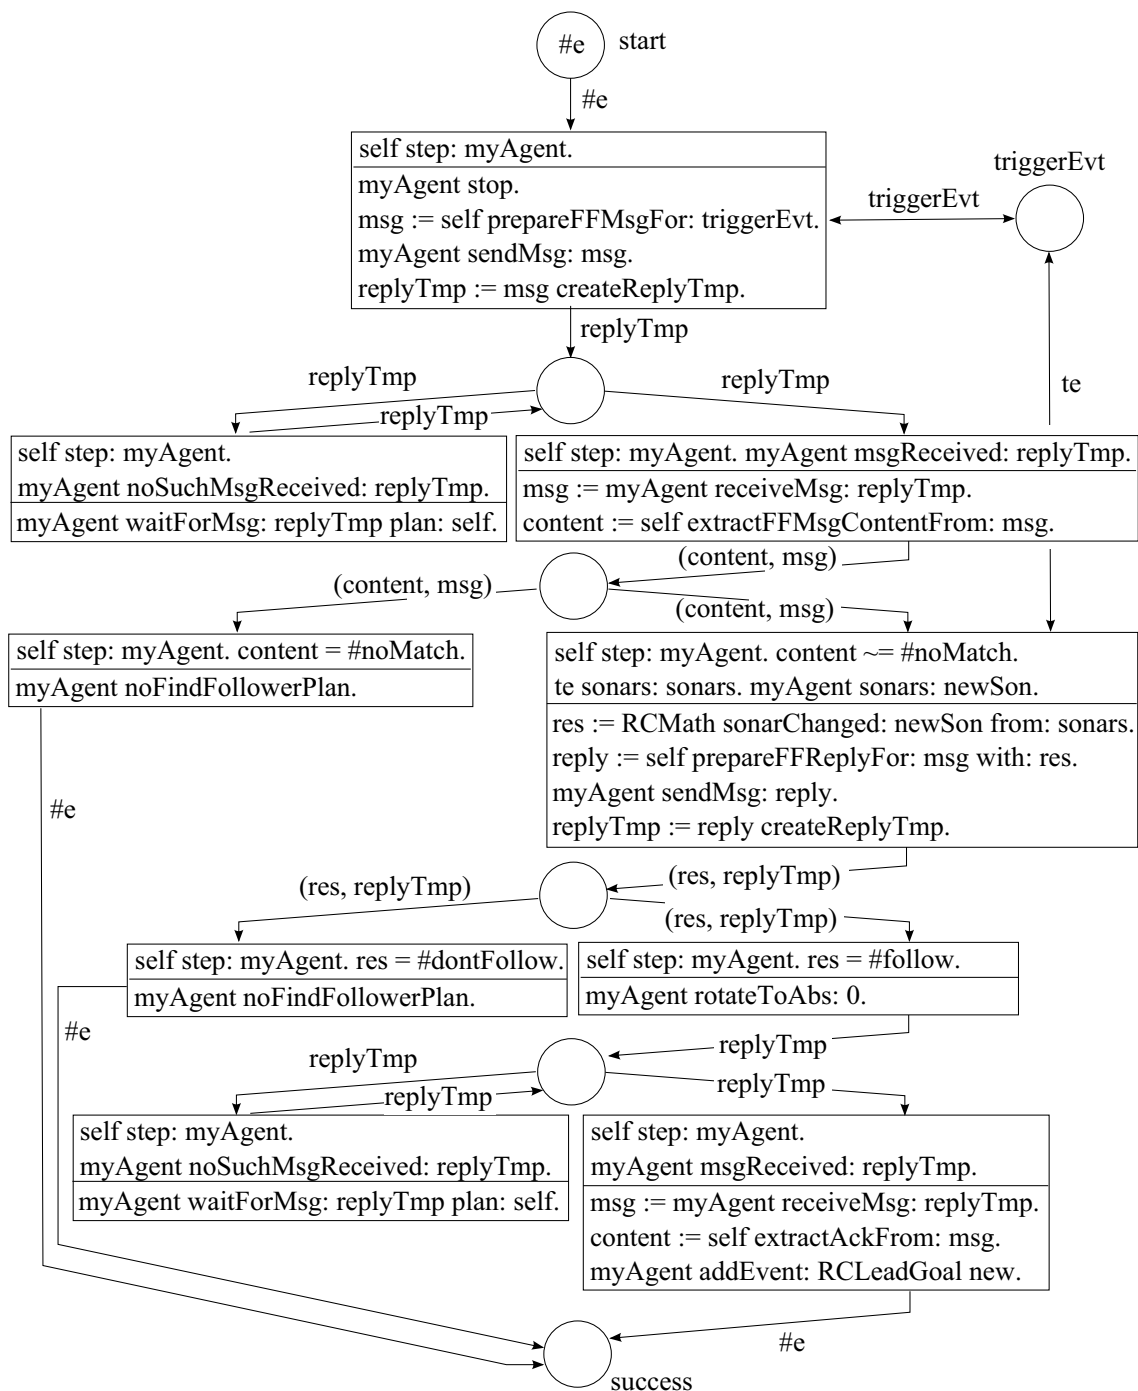 #e
start
#e
self step: myAgent.
myAgent stop.
msg := self prepareFFMsgFor: triggerEvt.
myAgent sendMsg: msg.
replyTmp := msg createReplyTmp.
triggerEvt
triggerEvt
te
replyTmp
replyTmp
replyTmp
replyTmp
self step: myAgent.
myAgent noSuchMsgReceived: replyTmp.
myAgent waitForMsg: replyTmp plan: self.
self step: myAgent. myAgent msgReceived: replyTmp.
msg := myAgent receiveMsg: replyTmp.
content := self extractFFMsgContentFrom: msg.
(content, msg)
(content, msg)
(content, msg)
self step: myAgent. content = #noMatch.
myAgent noFindFollowerPlan.
self step: myAgent. content ~= #noMatch.
te sonars: sonars. myAgent sonars: newSon.
res := RCMath sonarChanged: newSon from: sonars.
reply := self prepareFFReplyFor: msg with: res.
myAgent sendMsg: reply.
replyTmp := reply createReplyTmp.
#e
(res, replyTmp)
(res, replyTmp)
(res, replyTmp)
self step: myAgent. res = #dontFollow.
myAgent noFindFollowerPlan.
self step: myAgent. res = #follow.
myAgent rotateToAbs: 0.
#e
replyTmp
replyTmp
replyTmp
replyTmp
self step: myAgent.
myAgent noSuchMsgReceived: replyTmp.
myAgent waitForMsg: replyTmp plan: self.
self step: myAgent.
myAgent msgReceived: replyTmp.
msg := myAgent receiveMsg: replyTmp.
content := self extractAckFrom: msg.
myAgent addEvent: RCLeadGoal new.
#e
success